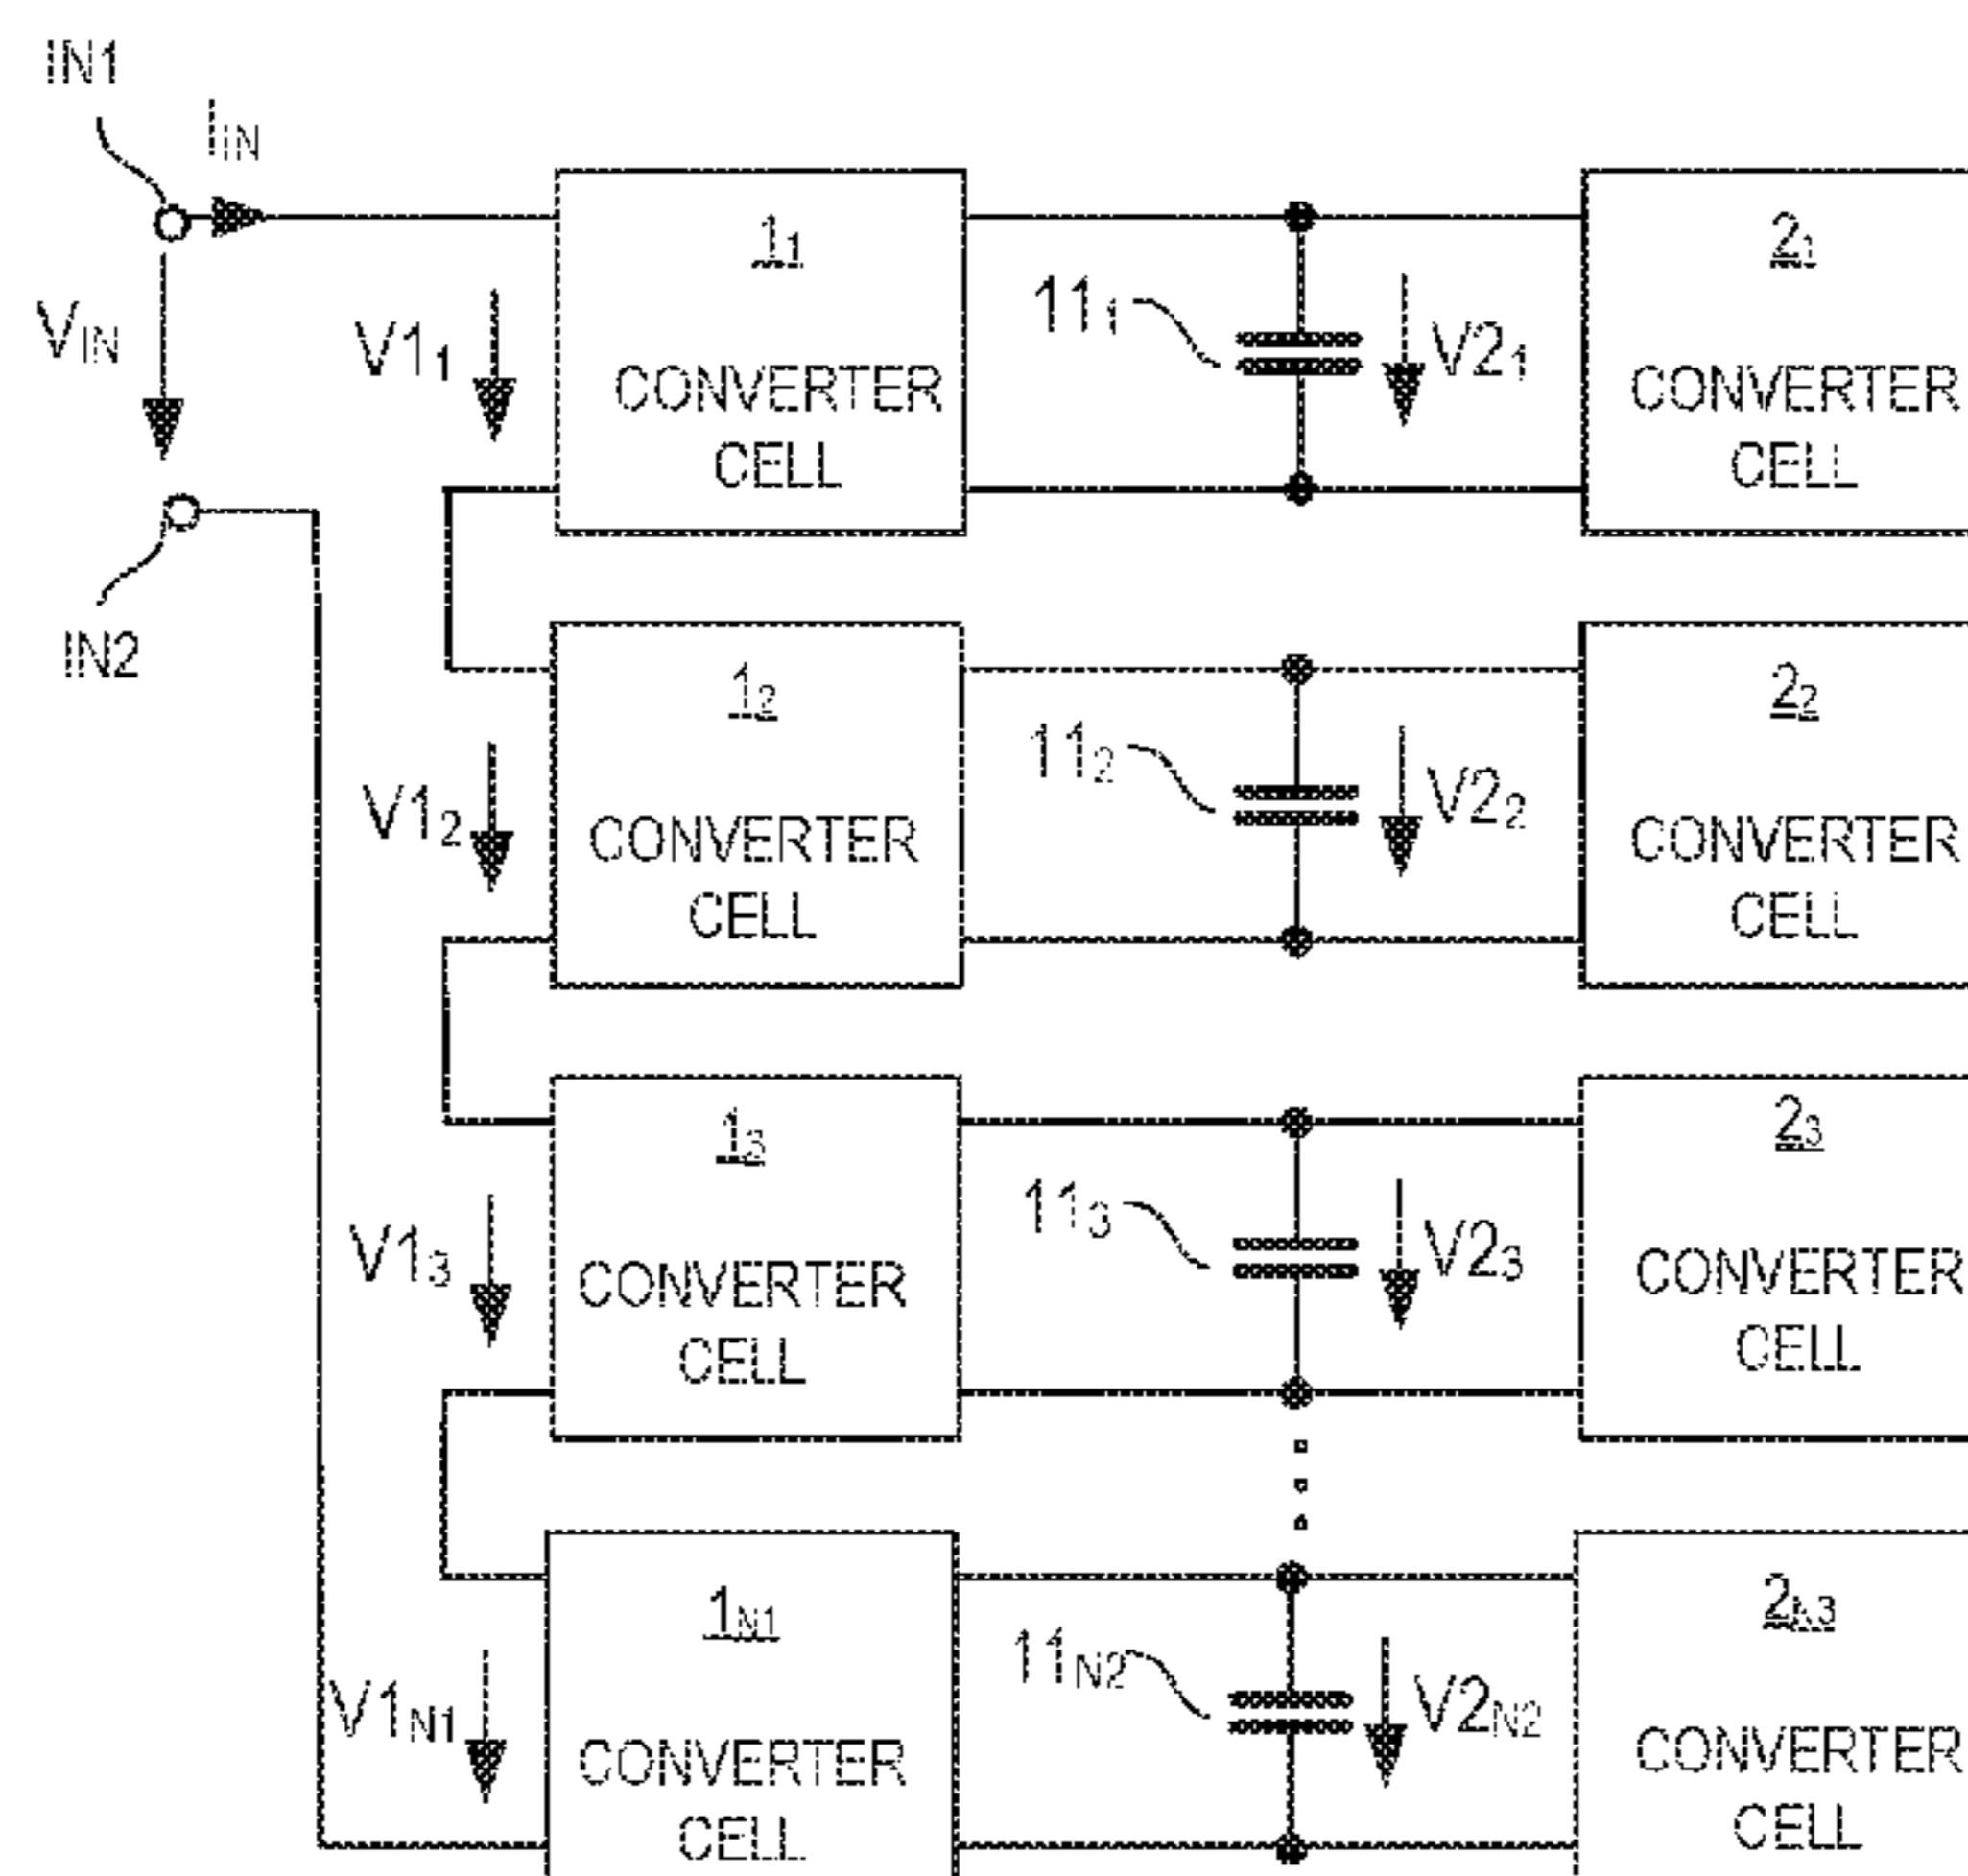 IN1
I_IN
V_IN
IN2
1_1
CONVERTER
CELL
V1_1
11_1
V2_1
2_1
CONVERTER
CELL
1_2
CONVERTER
CELL
V1_2
11_2
V2_2
2_2
CONVERTER
CELL
1_3
CONVERTER
CELL
V1_3
11_3
V2_3
2_3
CONVERTER
CELL
1_N1
CONVERTER
CELL
V1_N1
11_N2
V2_N2
2_N3
CONVERTER
CELL